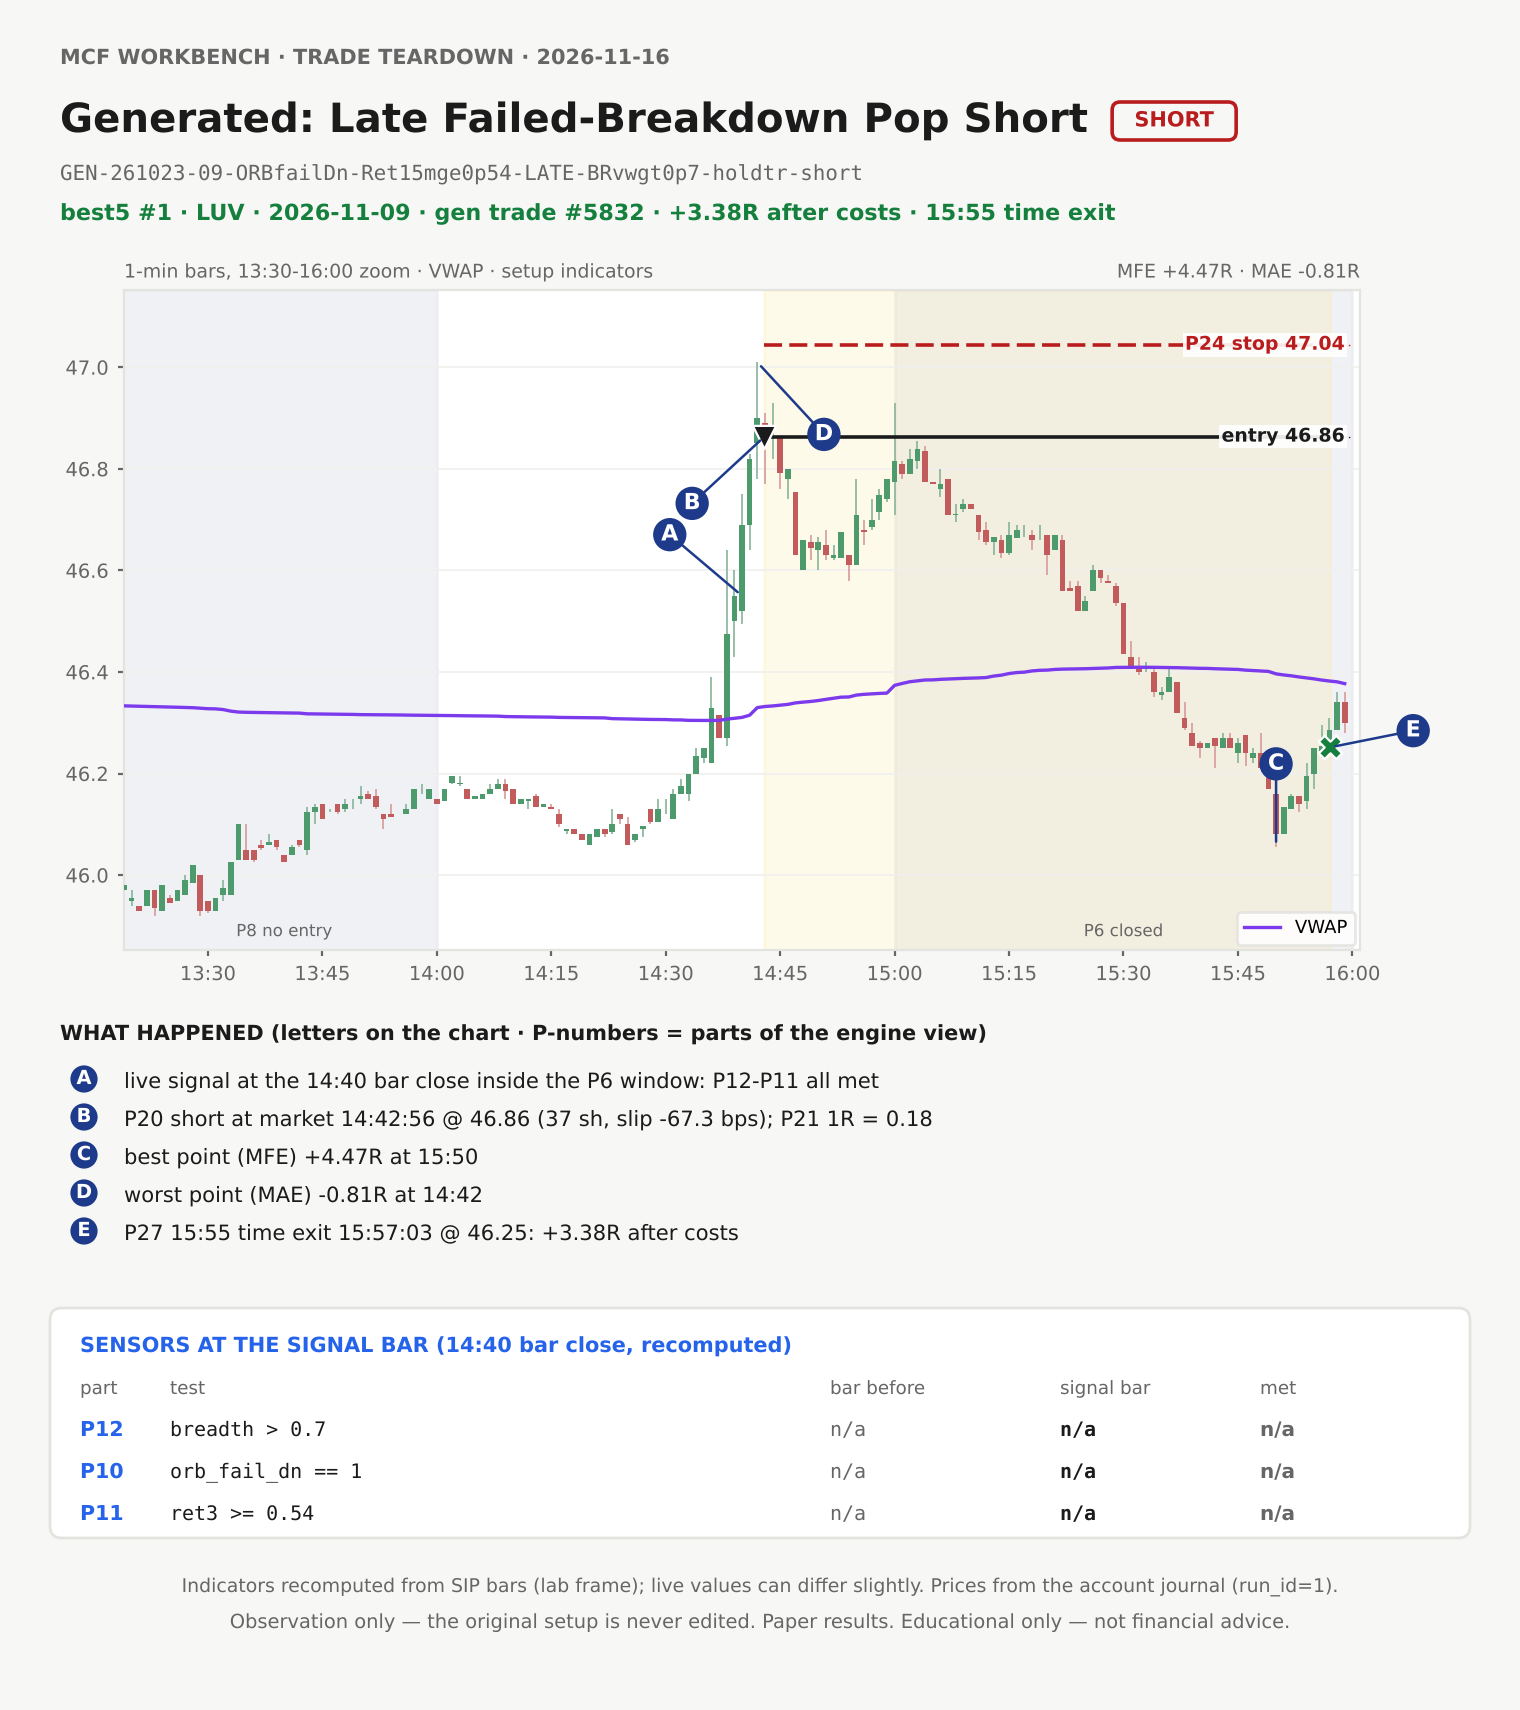 MCF WORKBENCH · TRADE TEARDOWN · 2026-11-16
Generated: Late Failed-Breakdown Pop Short SHORT
GEN-261023-09-ORBfailDn-Ret15mge0p54-LATE-BRvwgt0p7-holdtr-short
best5 #1 · LUV · 2026-11-09 · gen trade #5832 · +3.38R after costs · 15:55 time exit
1-min bars, 13:30-16:00 zoom · VWAP · setup indicators MFE +4.47R · MAE -0.81R
P24 stop 47.04
47.0
D
entry 46.86
46.8
B
A
46.6
46.4
E
C
46.2
46.0
P8 no entry P6 closed VWAP
13:30 13:45 14:00 14:15 14:30 14:45 15:00 15:15 15:30 15:45 16:00
WHAT HAPPENED (letters on the chart · P-numbers = parts of the engine view)
A live signal at the 14:40 bar close inside the P6 window: P12-P11 all met
B P20 short at market 14:42:56 @ 46.86 (37 sh, slip -67.3 bps); P21 1R = 0.18
C best point (MFE) +4.47R at 15:50
D worst point (MAE) -0.81R at 14:42
E P27 15:55 time exit 15:57:03 @ 46.25: +3.38R after costs
SENSORS AT THE SIGNAL BAR (14:40 bar close, recomputed)
part test bar before signal bar met
P12 breadth > 0.7 n/a n/a n/a
P10 orb_fail_dn == 1 n/a n/a n/a
P11 ret3 >= 0.54 n/a n/a n/a
Indicators recomputed from SIP bars (lab frame); live values can differ slightly. Prices from the account journal (run_id=1).
Observation only — the original setup is never edited. Paper results. Educational only — not financial advice.